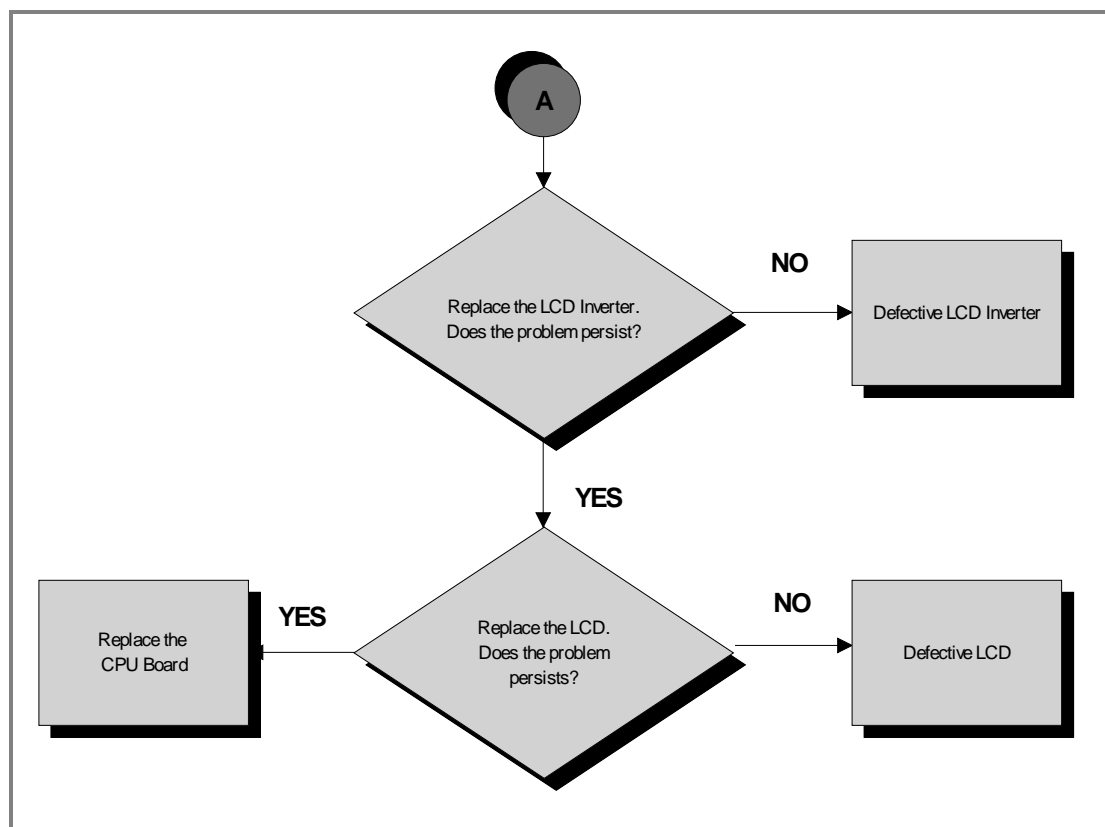 A
Replace the LCD Inverter.
Does the problem persist?
NO
Defective LCD Inverter
YES
Replace the LCD.
Does the problem
persists?
YES
Replace the
CPU Board
NO
Defective LCD